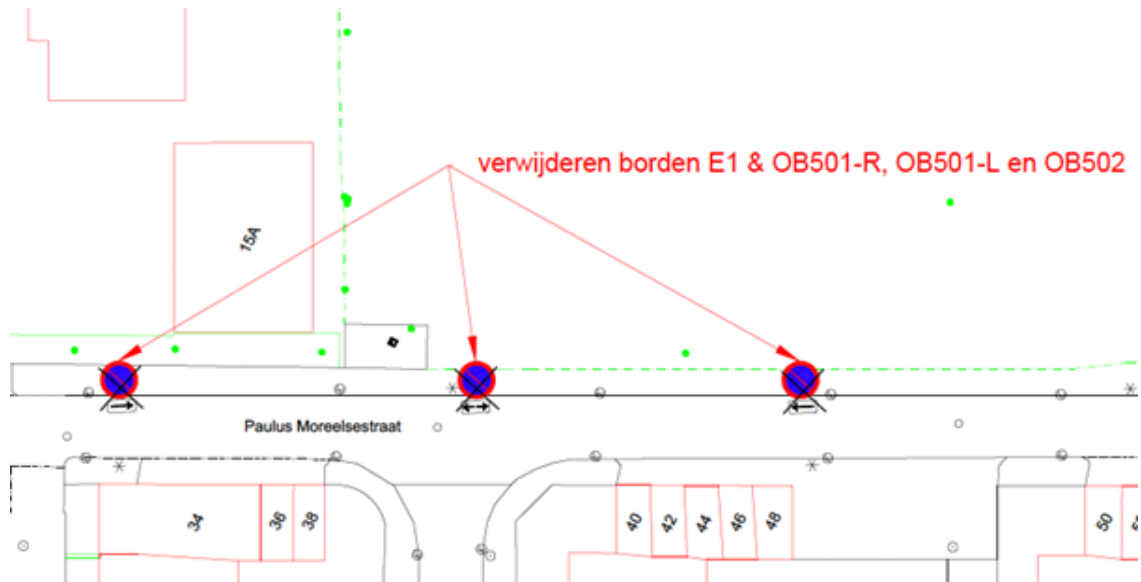 verwijderen borden E1 & OB501-R, OB501-L en OB502
15A
Paulus Moreelsestraat
34 36 38 40 42 44 46 48 50